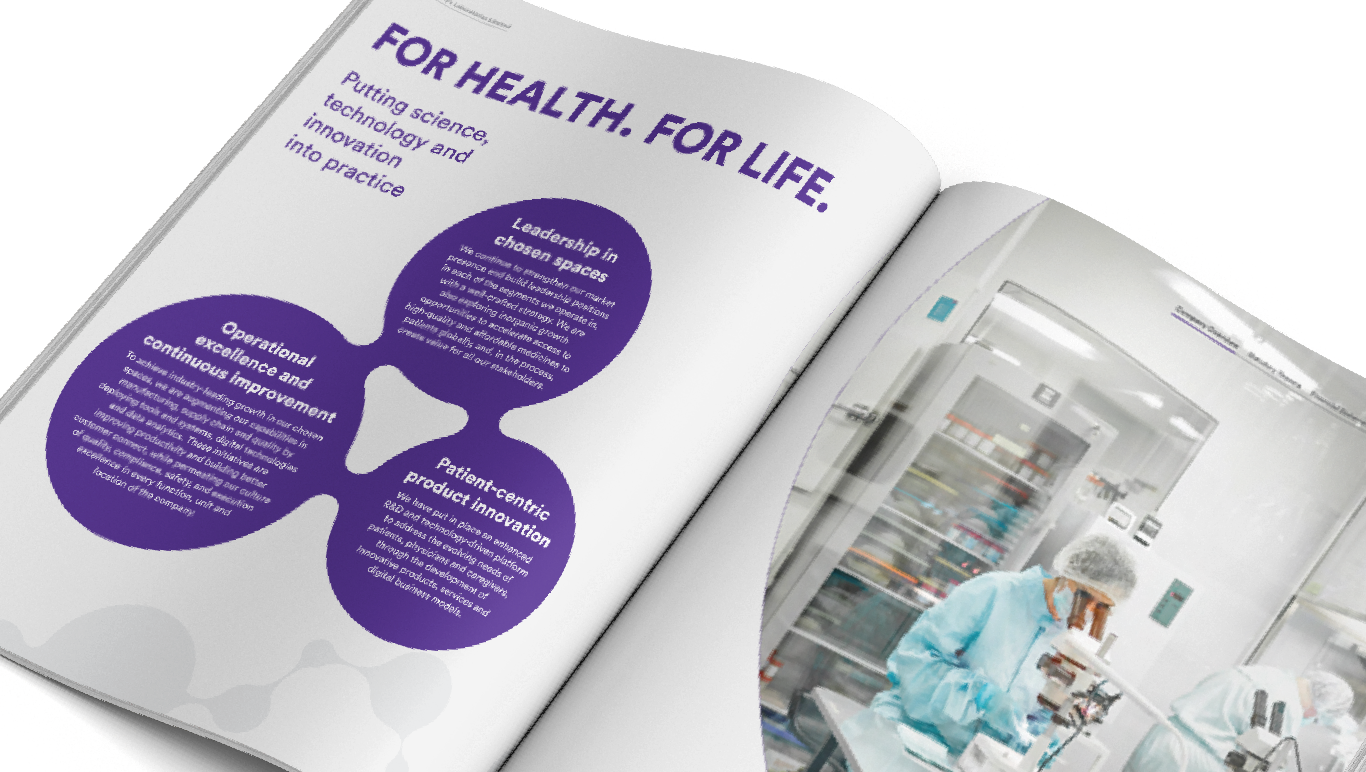 Laboratories Limited
FOR HEALTH. FOR LIFE.
Putting science,
technology and
innovation
into practice
Leadership in
chosen spaces
We continue to strengthen our market
presence and build leadership positions
in each of the segments we operate in,
with a well-crafted strategy. We are
also exploring inorganic growth
opportunities to accelerate access to
high-quality and affordable medicines to
patients globally and, in the process,
create value for all our stakeholders.
Operational
excellence and
continuous improvement
To achieve industry-leading growth in our chosen
spaces, we are augmenting our capabilities in
manufacturing, supply chain and quality by
deploying tools and systems, digital technologies
and data analytics. These initiatives are
improving productivity and building better
customer connect, while permeating our culture
of quality, compliance, safety, and execution
excellence in every function, unit and
location of the company.
Patient-centric
product innovation
We have put in place an enhanced
R&D and technology-driven platform
to address the evolving needs of
patients, physicians and caregivers,
through the development of
innovative products, services and
digital business models.
Company Overview Statutory Reports Financial